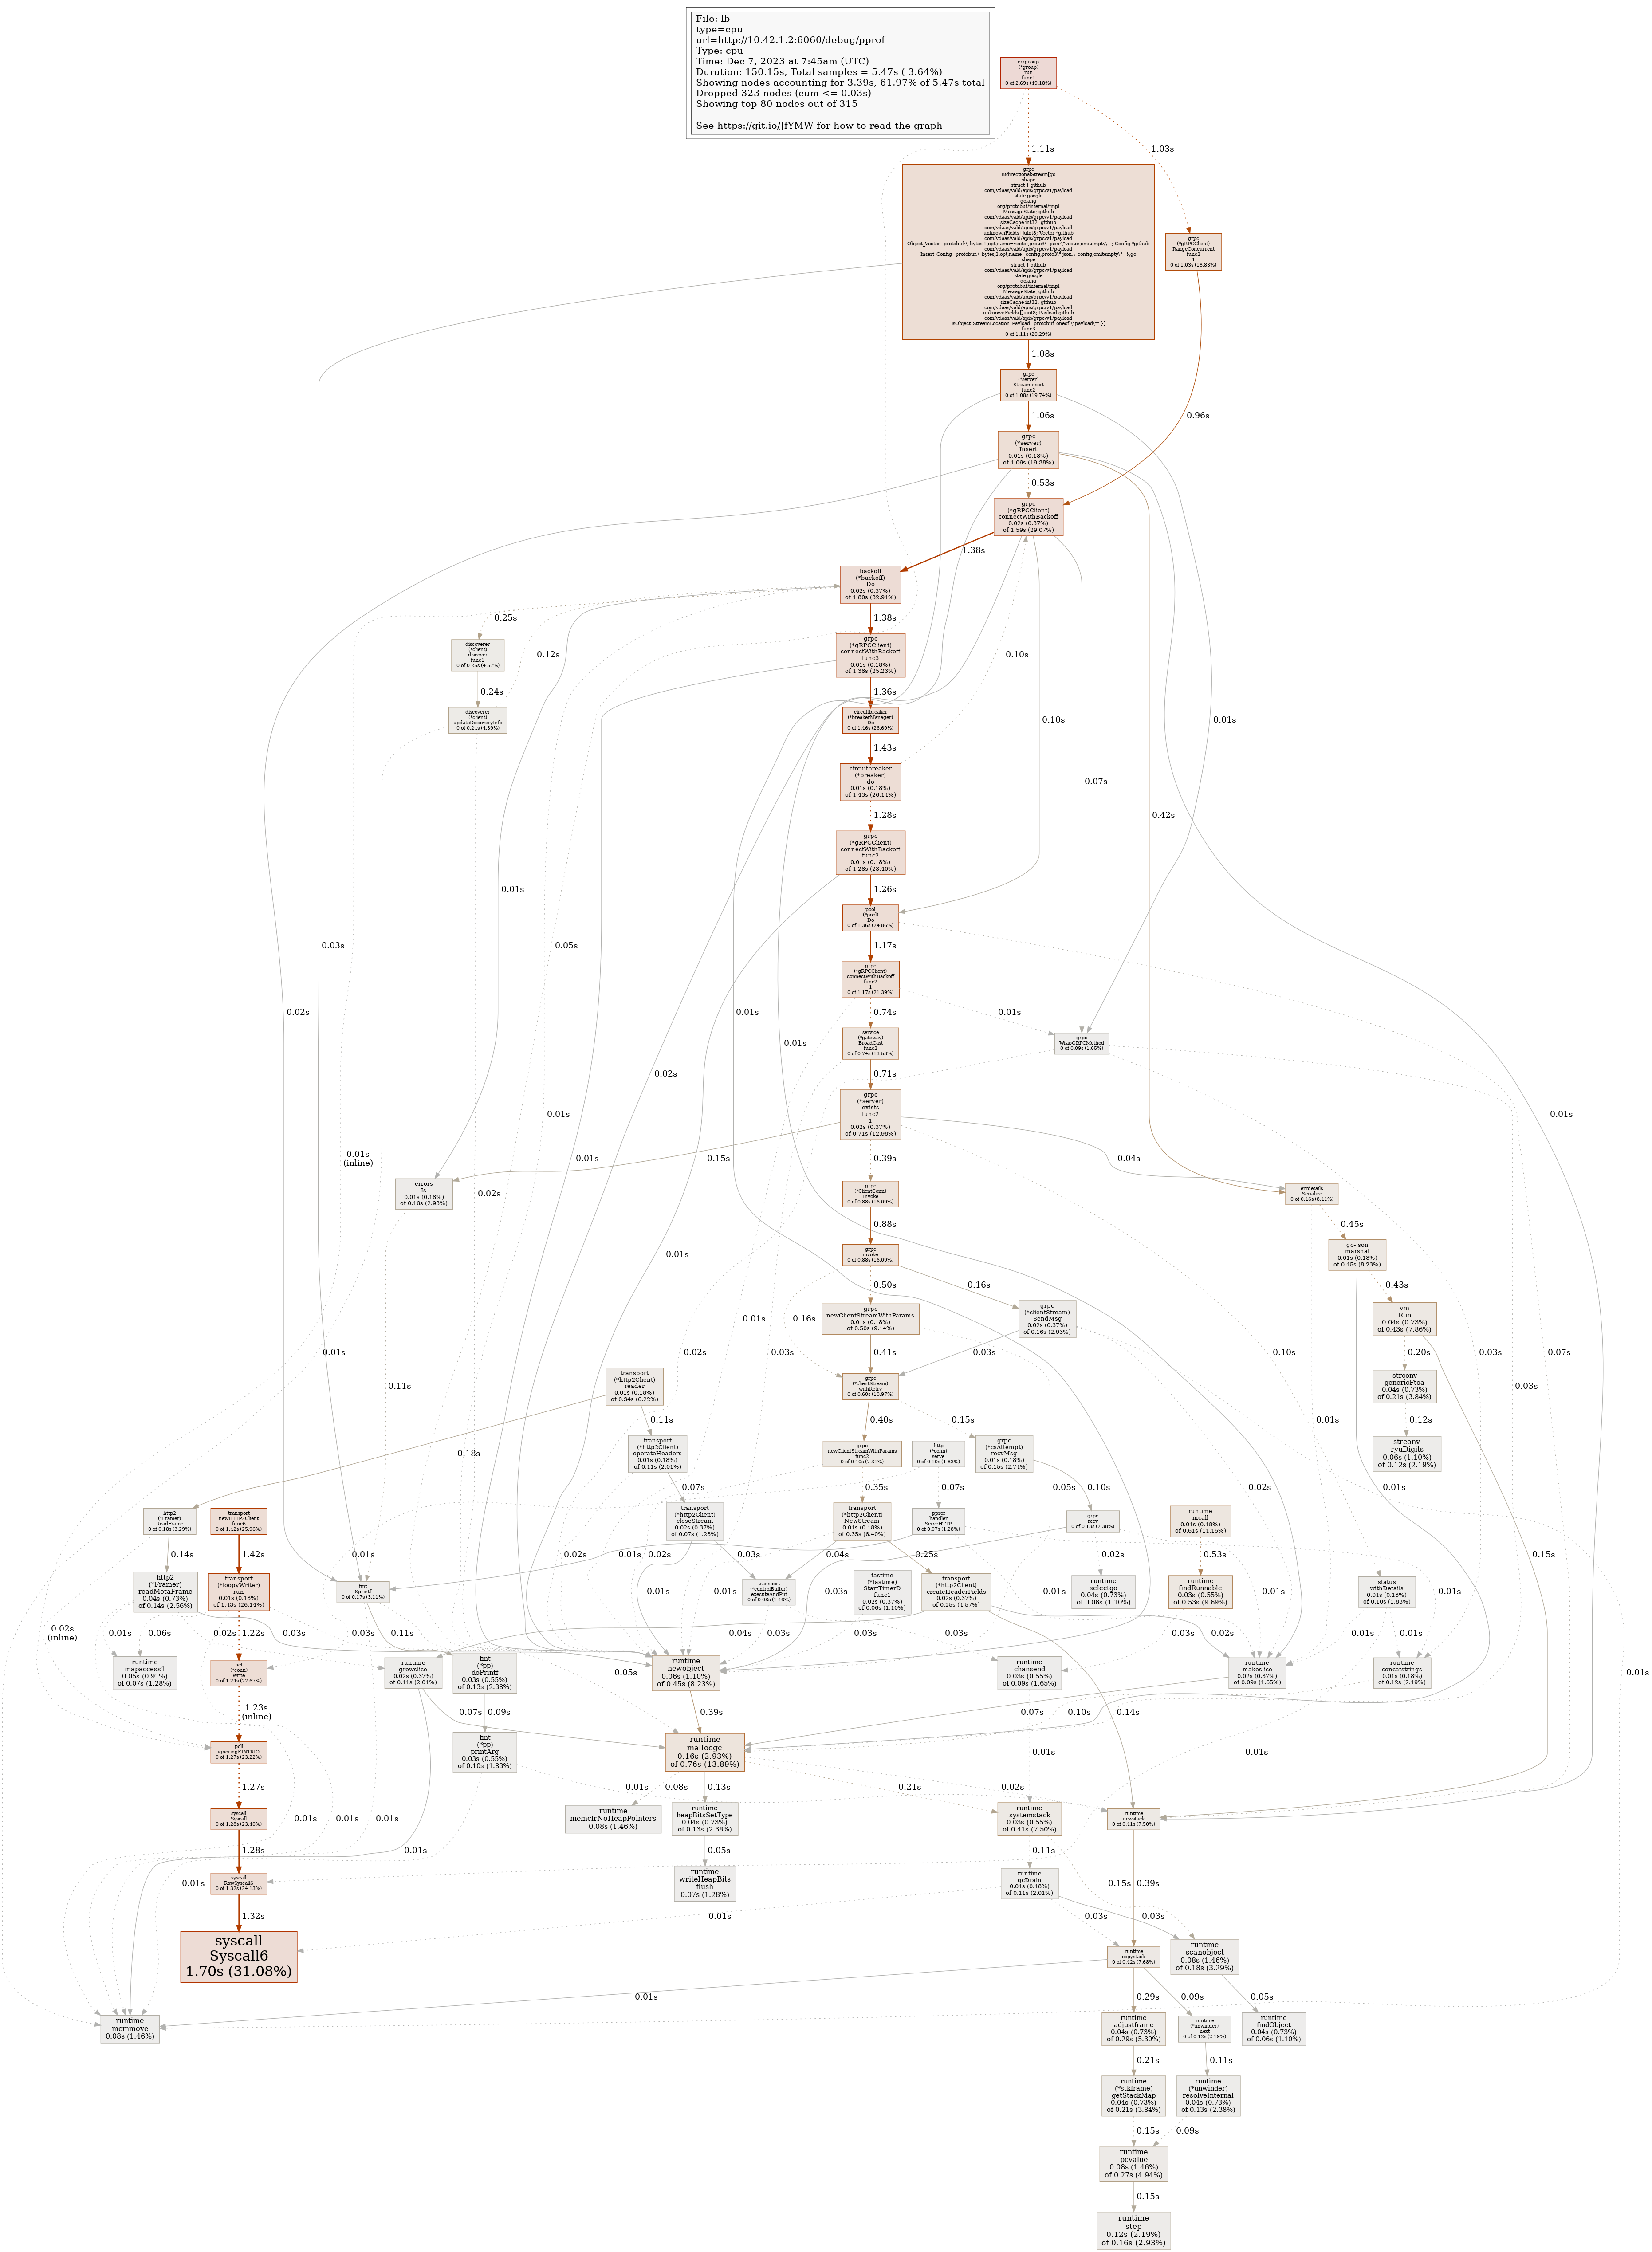 File: lb
type=cpu
url=http://10.42.1.2:6060/debug/pprof
Type: cpu
Time: Dec 7, 2023 at 7:45am (UTC)
Duration: 150.15s, Total samples = 5.47s ( 3.64%)
Showing nodes accounting for 3.39s, 61.97% of 5.47s total
Dropped 323 nodes (cum <= 0.03s)
Showing top 80 nodes out of 315
See https://git.io/JfYMW for how to read the graph
errgroup
(*group)
run
func1
0 of 2.69s (49.18%)
1.11s
1.03s
grpc
BidirectionalStream[go
shape
struct { github
com/vdaas/vald/apis/grpc/v1/payload
state google
golang
org/protobuf/internal/impl
MessageState; github
com/vdaas/vald/apis/grpc/v1/payload
sizeCache int32; github
com/vdaas/vald/apis/grpc/v1/payload
unknownFields []uint8; Vector *github
com/vdaas/vald/apis/grpc/v1/payload
Object_Vector "protobuf:\"bytes,1,opt,name=vector,proto3\" json:\"vector,omitempty\""; Config *github
com/vdaas/vald/apis/grpc/v1/payload
Insert_Config "protobuf:\"bytes,2,opt,name=config,proto3\" json:\"config,omitempty\"" },go
shape
struct { github
com/vdaas/vald/apis/grpc/v1/payload
state google
golang
org/protobuf/internal/impl
MessageState; github
com/vdaas/vald/apis/grpc/v1/payload
sizeCache int32; github
com/vdaas/vald/apis/grpc/v1/payload
unknownFields []uint8; Payload github
com/vdaas/vald/apis/grpc/v1/payload
isObject_StreamLocation_Payload "protobuf_oneof:\"payload\"" }]
func3
0 of 1.11s (20.29%)
grpc
(*gRPCClient)
RangeConcurrent
func2
1
0 of 1.03s (18.83%)
1.08s
0.96s
grpc
(*server)
StreamInsert
func2
0 of 1.08s (19.74%)
1.06s
grpc
(*server)
Insert
0.01s (0.18%)
of 1.06s (19.38%)
0.53s
grpc
(*gRPCClient)
connectWithBackoff
0.02s (0.37%)
of 1.59s (29.07%)
1.38s
backoff
(*backoff)
Do
0.02s (0.37%)
of 1.80s (32.91%)
0.25s
1.38s
discoverer
(*client)
discover
func1
0 of 0.25s (4.57%)
0.12s
grpc
(*gRPCClient)
connectWithBackoff
func3
0.01s (0.18%)
of 1.38s (25.23%)
0.10s
0.24s
1.36s
discoverer
(*client)
updateDiscoveryInfo
0 of 0.24s (4.39%)
circuitbreaker
(*breakerManager)
Do
0 of 1.46s (26.69%)
0.10s
0.01s
1.43s
circuitbreaker
(*breaker)
do
0.01s (0.18%)
of 1.43s (26.14%)
0.07s
1.28s
0.42s
grpc
(*gRPCClient)
connectWithBackoff
func2
0.01s (0.18%)
of 1.28s (23.40%)
0.01s
1.26s
pool
(*pool)
Do
0 of 1.36s (24.86%)
0.03s
0.05s
1.17s
grpc
(*gRPCClient)
connectWithBackoff
func2
1
0 of 1.17s (21.39%)
0.02s
0.01s
0.74s
0.01s
service
(*gateway)
BroadCast
func2
0 of 0.74s (13.53%)
grpc
WrapGRPCMethod
0 of 0.09s (1.65%)
0.01s
0.02s
0.71s
grpc
(*server)
exists
func2
1
0.02s (0.37%)
of 0.71s (12.98%)
0.01s
0.01s
0.01s
(inline)
0.01s
0.15s
0.39s
0.04s
errors
Is
0.01s (0.18%)
of 0.16s (2.93%)
0.02s
grpc
(*ClientConn)
Invoke
0 of 0.88s (16.09%)
errdetails
Serialize
0 of 0.46s (8.41%)
0.88s
0.45s
grpc
invoke
0 of 0.88s (16.09%)
go-json
marshal
0.01s (0.18%)
of 0.45s (8.23%)
0.01s
0.50s
0.16s
0.43s
0.16s
0.01s
grpc
newClientStreamWithParams
0.01s (0.18%)
of 0.50s (9.14%)
grpc
(*clientStream)
SendMsg
0.02s (0.37%)
of 0.16s (2.93%)
vm
Run
0.04s (0.73%)
of 0.43s (7.86%)
0.01s
0.02s
0.03s
0.41s
0.03s
0.10s
0.01s
0.03s
0.07s
0.03s
0.20s
transport
(*http2Client)
reader
0.01s (0.18%)
of 0.34s (6.22%)
0.11s
grpc
(*clientStream)
withRetry
0 of 0.60s (10.97%)
strconv
genericFtoa
0.04s (0.73%)
of 0.21s (3.84%)
0.11s
0.40s
0.15s
0.12s
0.18s
transport
(*http2Client)
operateHeaders
0.01s (0.18%)
of 0.11s (2.01%)
grpc
newClientStreamWithParams
func2
0 of 0.40s (7.31%)
http
(*conn)
serve
0 of 0.10s (1.83%)
grpc
(*csAttempt)
recvMsg
0.01s (0.18%)
of 0.15s (2.74%)
strconv
ryuDigits
0.06s (1.10%)
of 0.12s (2.19%)
0.07s
0.35s
0.07s
0.05s
0.10s
0.02s
0.01s
http2
(*Framer)
ReadFrame
0 of 0.18s (3.29%)
transport
newHTTP2Client
func6
0 of 1.42s (25.96%)
transport
(*http2Client)
closeStream
0.02s (0.37%)
of 0.07s (1.28%)
transport
(*http2Client)
NewStream
0.01s (0.18%)
of 0.35s (6.40%)
pprof
handler
ServeHTTP
0 of 0.07s (1.28%)
grpc
recv
0 of 0.13s (2.38%)
runtime
mcall
0.01s (0.18%)
of 0.61s (11.15%)
0.14s
1.42s
0.01s
0.02s
0.01s
0.02s
0.03s
0.04s
0.25s
0.02s
0.53s
0.15s
http2
(*Framer)
readMetaFrame
0.04s (0.73%)
of 0.14s (2.56%)
transport
(*loopyWriter)
run
0.01s (0.18%)
of 1.43s (26.14%)
fmt
Sprintf
0 of 0.17s (3.11%)
0.01s
0.01s
transport
(*controlBuffer)
executeAndPut
0 of 0.08s (1.46%)
0.03s
fastime
(*fastime)
StartTimerD
func1
0.02s (0.37%)
of 0.06s (1.10%)
transport
(*http2Client)
createHeaderFields
0.02s (0.37%)
of 0.25s (4.57%)
0.01s
runtime
selectgo
0.04s (0.73%)
of 0.06s (1.10%)
runtime
findRunnable
0.03s (0.55%)
of 0.53s (9.69%)
0.01s
status
withDetails
0.01s (0.18%)
of 0.10s (1.83%)
0.01s
0.02s
(inline)
0.01s
0.06s
0.02s
1.22s
0.03s
0.03s
0.03s
0.11s
0.04s
0.03s
0.03s
0.03s
0.02s
0.01s
0.01s
runtime
mapaccess1
0.05s (0.91%)
of 0.07s (1.28%)
net
(*conn)
Write
0 of 1.24s (22.67%)
runtime
growslice
0.02s (0.37%)
of 0.11s (2.01%)
fmt
(*pp)
doPrintf
0.03s (0.55%)
of 0.13s (2.38%)
0.05s
runtime
newobject
0.06s (1.10%)
of 0.45s (8.23%)
runtime
chansend
0.03s (0.55%)
of 0.09s (1.65%)
runtime
makeslice
0.02s (0.37%)
of 0.09s (1.65%)
runtime
concatstrings
0.01s (0.18%)
of 0.12s (2.19%)
0.01s
1.23s
(inline)
0.07s
0.09s
0.39s
0.07s
0.10s
0.14s
poll
ignoringEINTRIO
0 of 1.27s (23.22%)
fmt
(*pp)
printArg
0.03s (0.55%)
of 0.10s (1.83%)
runtime
mallocgc
0.16s (2.93%)
of 0.76s (13.89%)
0.01s
0.01s
1.27s
0.01s
0.08s
0.13s
0.21s
0.02s
syscall
Syscall
0 of 1.28s (23.40%)
0.01s
0.01s
0.01s
runtime
memclrNoHeapPointers
0.08s (1.46%)
runtime
heapBitsSetType
0.04s (0.73%)
of 0.13s (2.38%)
runtime
systemstack
0.03s (0.55%)
of 0.41s (7.50%)
runtime
newstack
0 of 0.41s (7.50%)
1.28s
0.01s
0.01s
0.05s
0.11s
0.15s
0.39s
syscall
RawSyscall6
0 of 1.32s (24.13%)
0.01s
runtime
writeHeapBits
flush
0.07s (1.28%)
runtime
gcDrain
0.01s (0.18%)
of 0.11s (2.01%)
1.32s
0.01s
0.03s
0.03s
syscall
Syscall6
1.70s (31.08%)
runtime
copystack
0 of 0.42s (7.68%)
runtime
scanobject
0.08s (1.46%)
of 0.18s (3.29%)
0.01s
0.29s
0.09s
0.05s
runtime
memmove
0.08s (1.46%)
runtime
adjustframe
0.04s (0.73%)
of 0.29s (5.30%)
runtime
(*unwinder)
next
0 of 0.12s (2.19%)
runtime
findObject
0.04s (0.73%)
of 0.06s (1.10%)
0.21s
0.11s
runtime
(*stkframe)
getStackMap
0.04s (0.73%)
of 0.21s (3.84%)
runtime
(*unwinder)
resolveInternal
0.04s (0.73%)
of 0.13s (2.38%)
0.15s
0.09s
runtime
pcvalue
0.08s (1.46%)
of 0.27s (4.94%)
0.15s
runtime
step
0.12s (2.19%)
of 0.16s (2.93%)